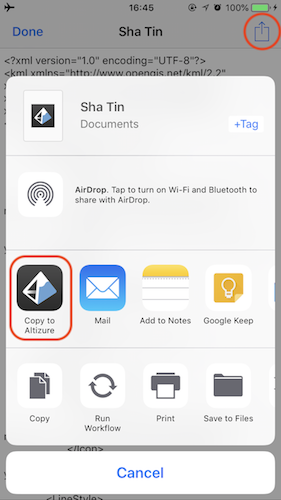 16:45
100%
Done
Sha Tin
<?xml version="1.0" encoding="UTF-8"?>
<kml xmlns="http://www.opengis.net/kml/2.2"
Sha Tin
Documents
+Tag
AirDrop. Tap to turn on Wi-Fi and Bluetooth to
share with AirDrop.
Copy to
Altizure
Mail
Add to Notes
Google Keep
Copy
Run
Workflow
Print
Save to Files
</Icon>
Cancel
<LineStyle>